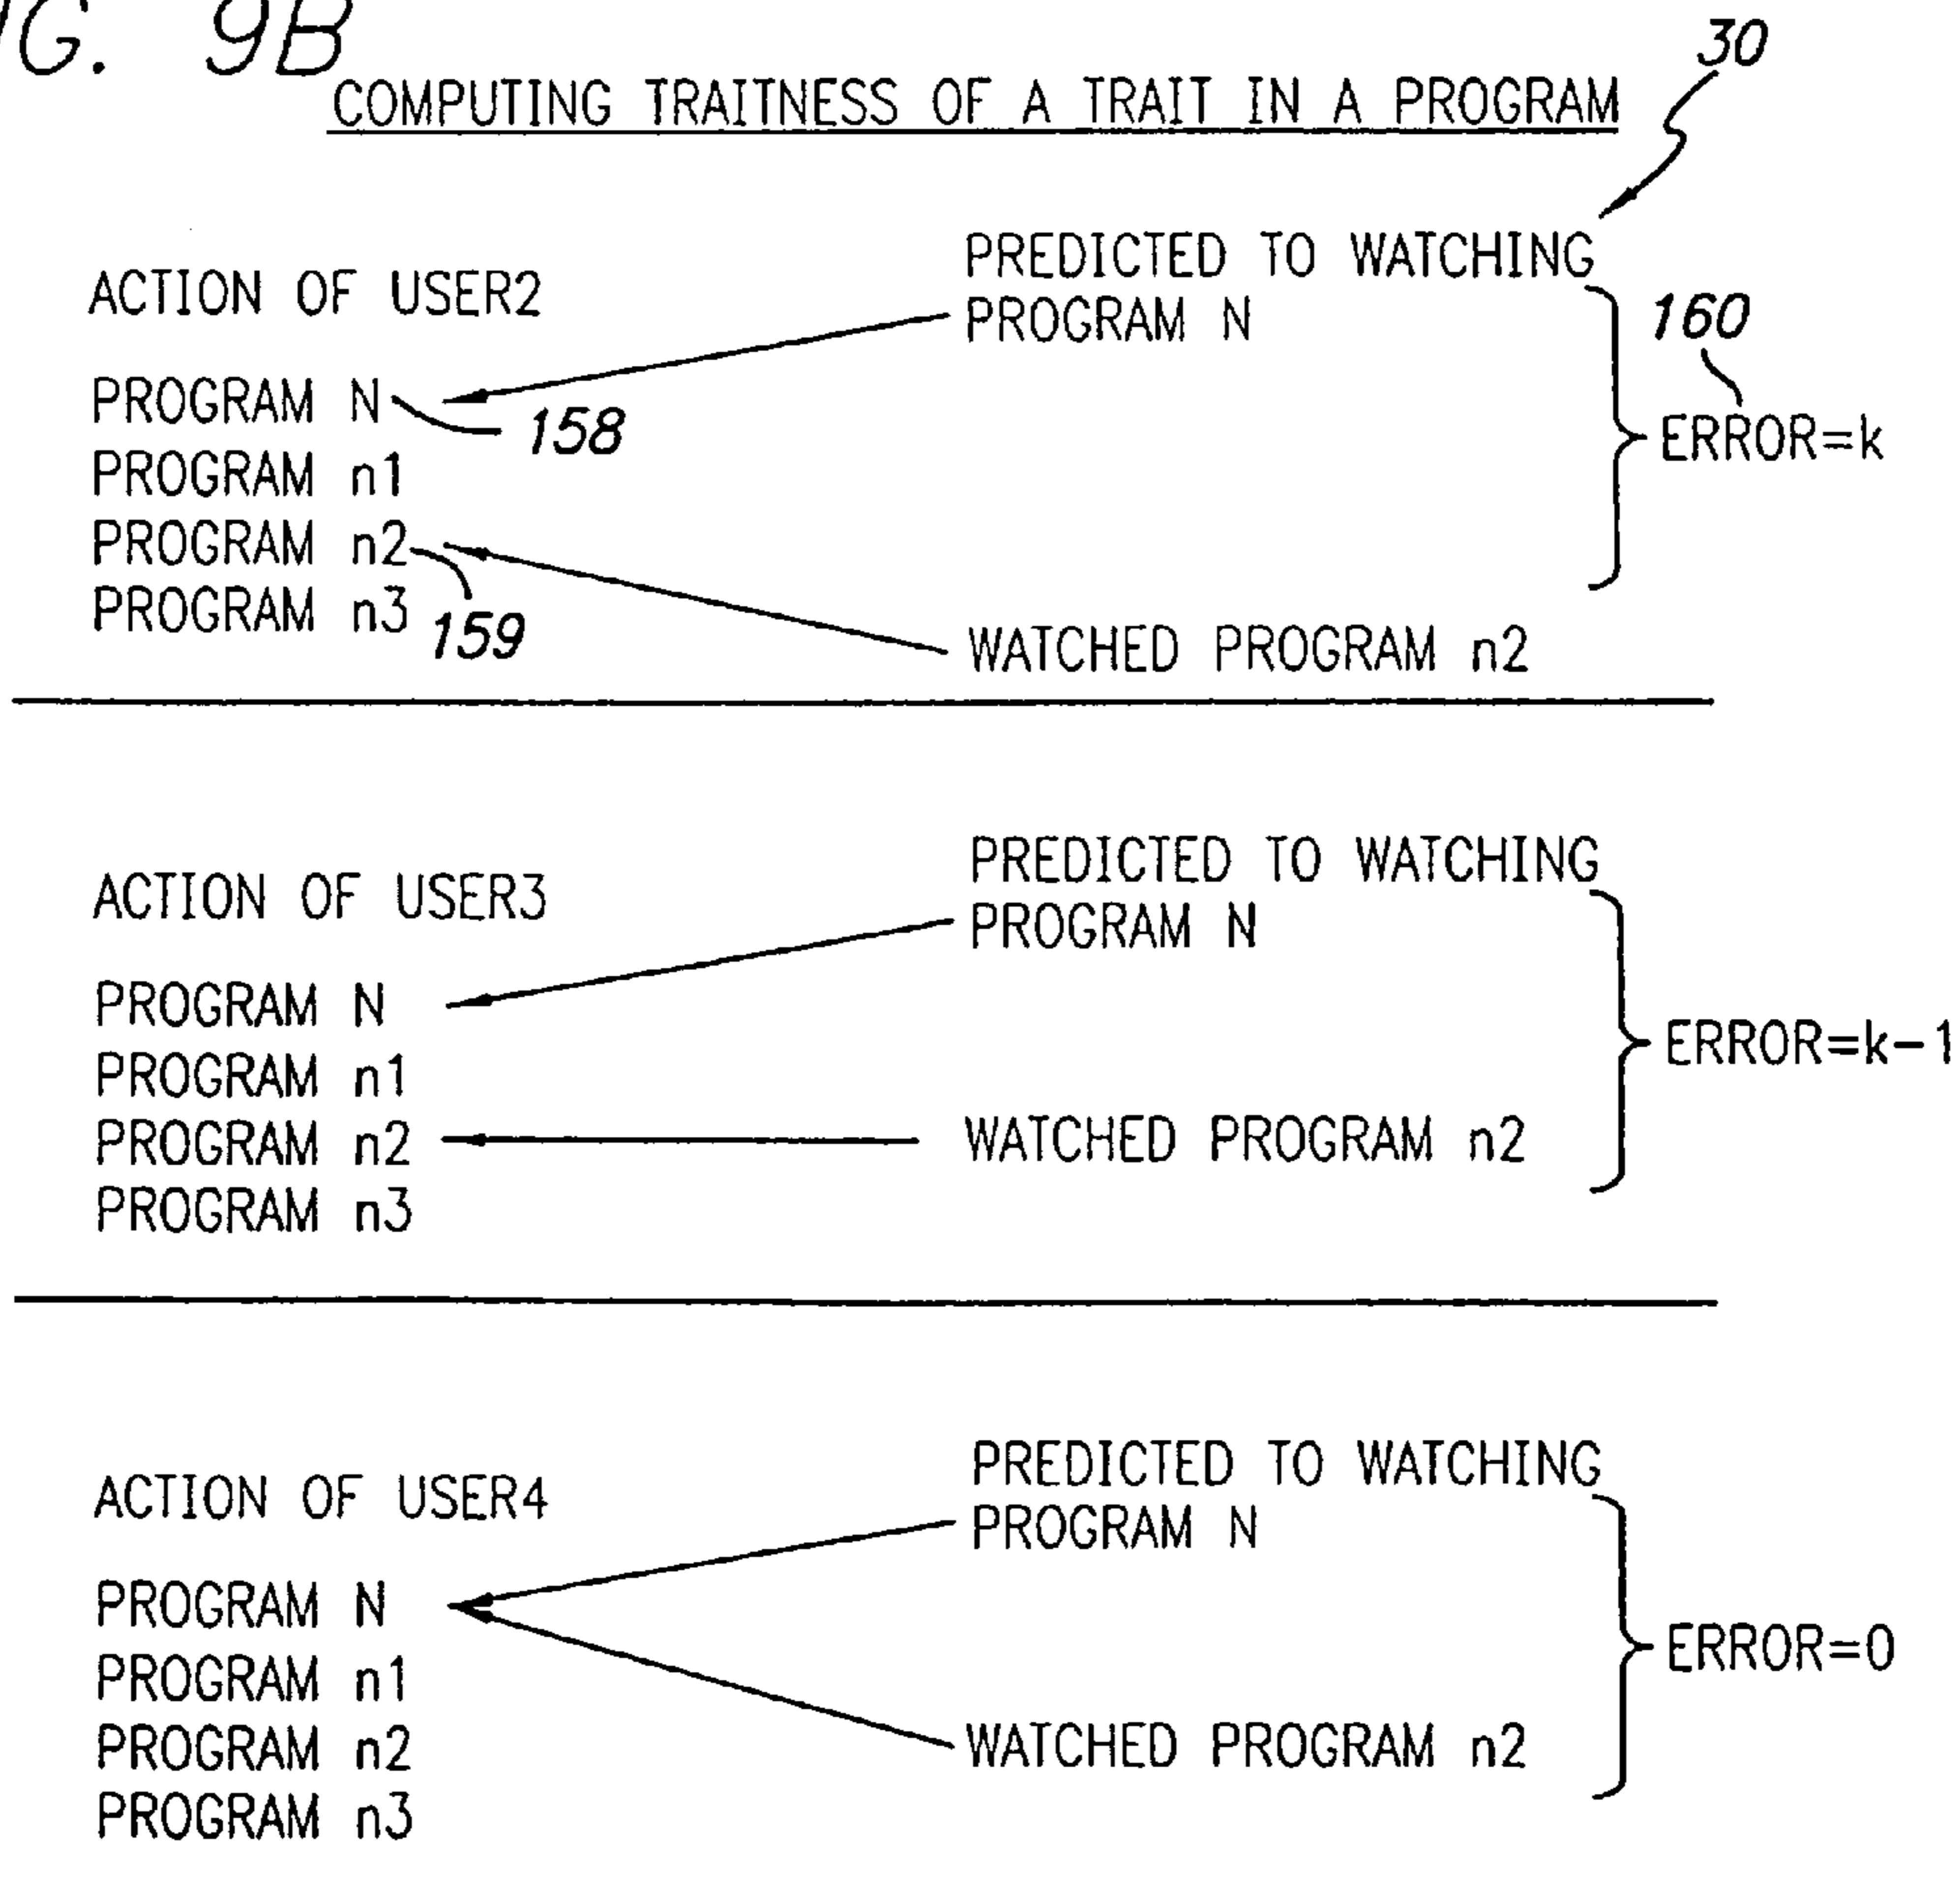 G. 9B
COMPUTING TRAITNESS OF A TRAIT IN A PROGRAM
30
ACTION OF USER2
PREDICTED TO WATCHING
PROGRAM N
160
PROGRAM N
158
ERROR=k
PROGRAM n1
PROGRAM n2
PROGRAM n3
159
WATCHED PROGRAM n2
ACTION OF USER3
PREDICTED TO WATCHING
PROGRAM N
PROGRAM N
ERROR=k-1
PROGRAM n1
PROGRAM n2
WATCHED PROGRAM n2
PROGRAM n3
ACTION OF USER4
PREDICTED TO WATCHING
PROGRAM N
PROGRAM N
ERROR=0
PROGRAM n1
PROGRAM n2
WATCHED PROGRAM n2
PROGRAM n3